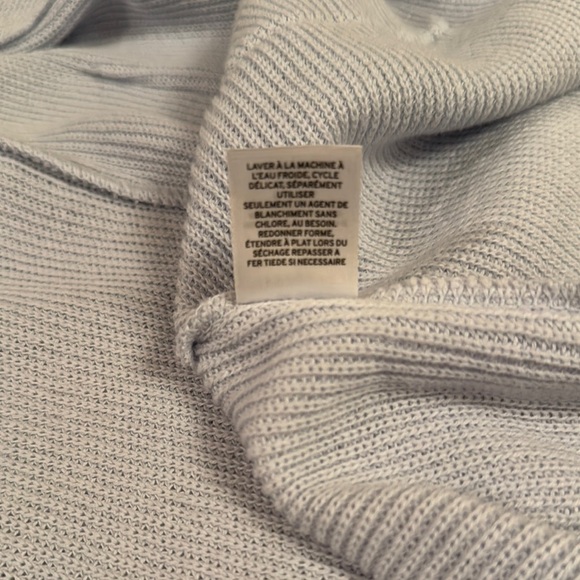 LAVER À LA MACHINE À
L'EAU FROIDE, CYCLE
DÉLICAT, SÉPARÉMENT
UTILISER
SEULEMENT UN AGENT DE
BLANCHIMENT SANS
CHLORE, AU BESOIN.
REDONNER FORME,
ÉTENDRE À PLAT LORS DU
SÉCHAGE REPASSER À
FER TIEDE SI NECESSAIRE